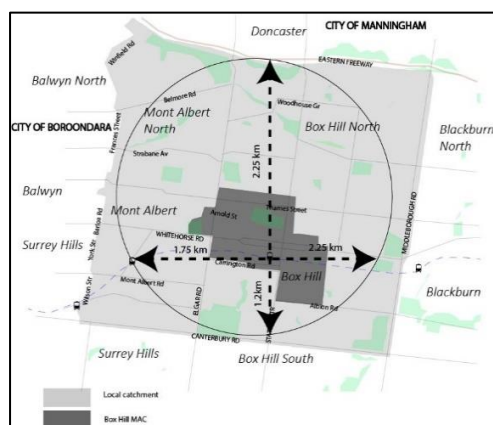 CITY OF MANNINGHAM
Doncaster
EASTERN FREEWAY
Winfield Rd
Balwyn North
Belmore Rd
Woodhouse Gr
Mont Albert North
Box Hill North
CITY OF BOROONDARA
Blackburn North
Strabane Av
2.25 km
Balwyn
Mont Albert
Arnold St
Thames Street
MIDDLEBOROUGH RD
Surrey Hills
WHITEHORSE RD
1.75 km
2.25 km
Carrington Rd
Box Hill
Blackburn
Mont Albert Rd
ELGAR RD
1.2km
Albion Rd
CANTERBURY RD
Surrey Hills
Box Hill South
Local catchment
Box Hill MAC